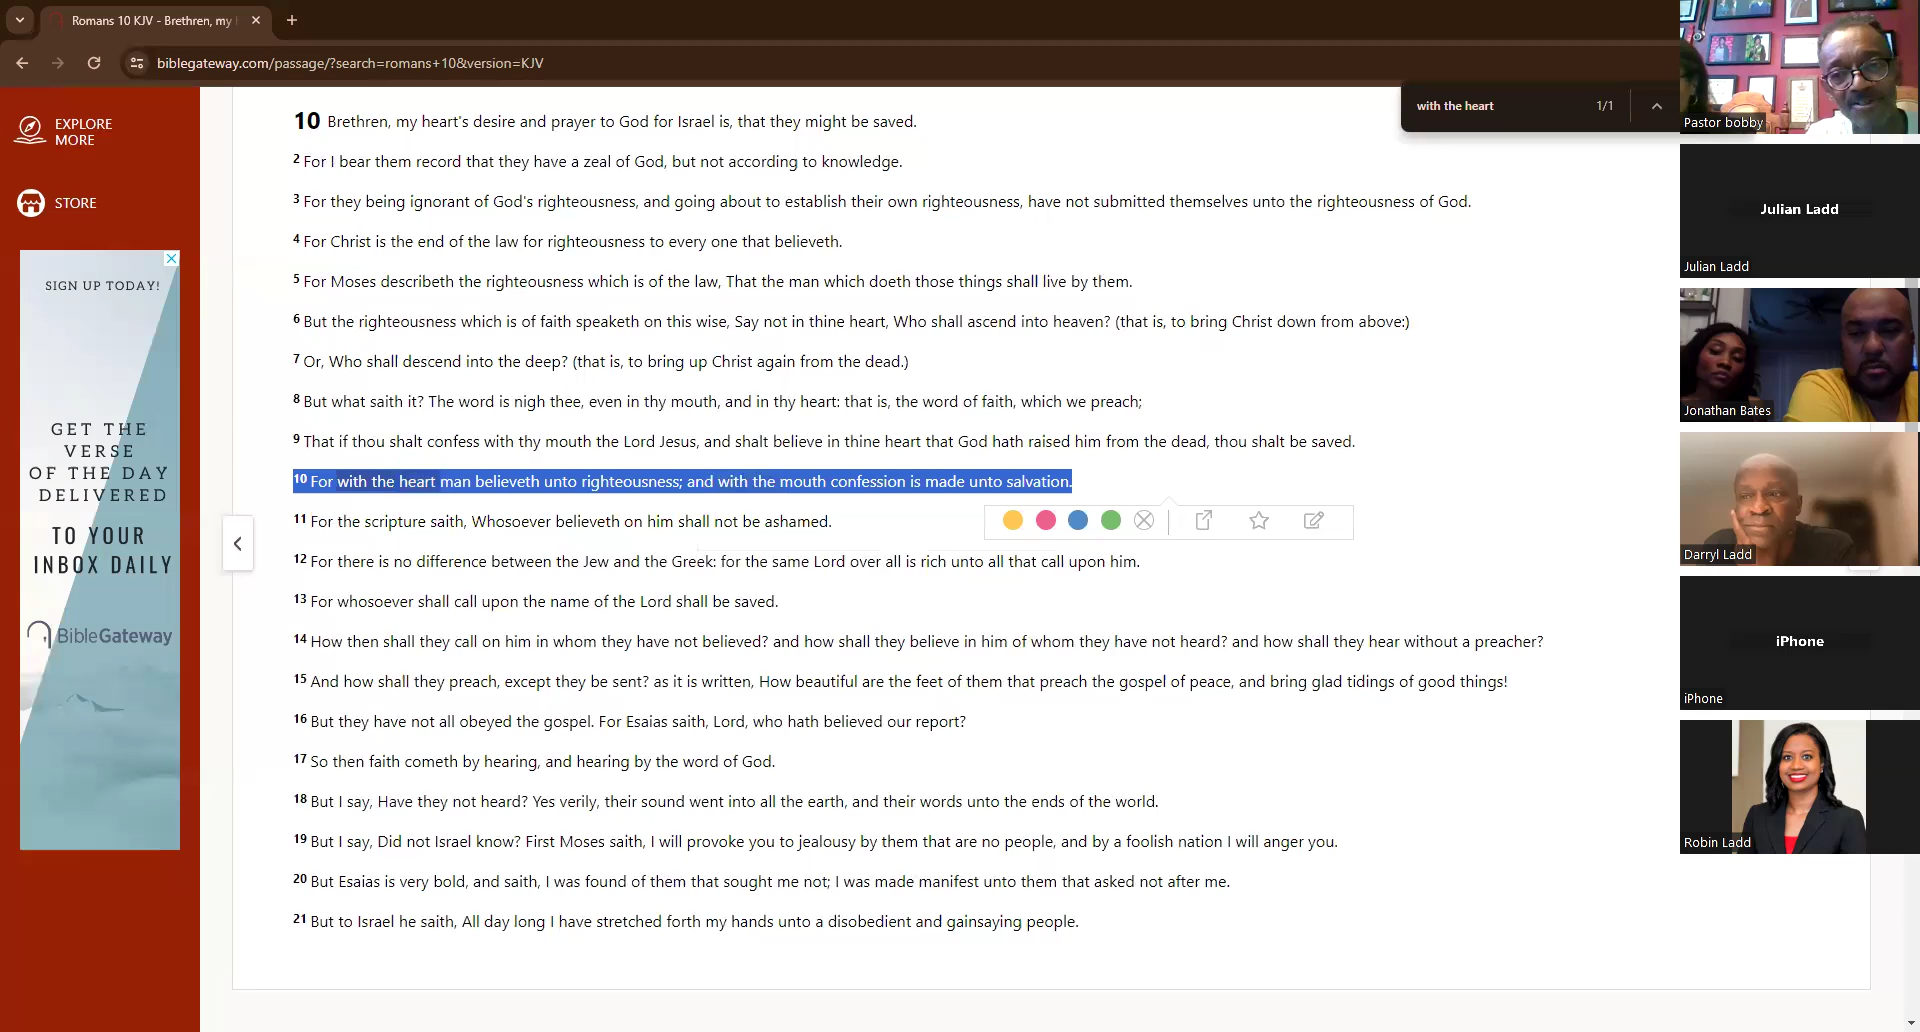 Romans 10 KJV - Brethren, my
biblegateway.com/passage/?search=romans+10&version=KJV
with the heart 1/1
EXPLORE
MORE
STORE
SIGN UP TODAY!
GET THE
VERSE
OF THE DAY
DELIVERED
TO YOUR
INBOX DAILY
BibleGateway
10 Brethren, my heart's desire and prayer to God for Israel is, that they might be saved.
2 For I bear them record that they have a zeal of God, but not according to knowledge.
3 For they being ignorant of God's righteousness, and going about to establish their own righteousness, have not submitted themselves unto the righteousness of God.
4 For Christ is the end of the law for righteousness to every one that believeth.
5 For Moses describeth the righteousness which is of the law, That the man which doeth those things shall live by them.
6 But the righteousness which is of faith speaketh on this wise, Say not in thine heart, Who shall ascend into heaven? (that is, to bring Christ down from above:)
7 Or, Who shall descend into the deep? (that is, to bring up Christ again from the dead.)
8 But what saith it? The word is nigh thee, even in thy mouth, and in thy heart: that is, the word of faith, which we preach;
9 That if thou shalt confess with thy mouth the Lord Jesus, and shalt believe in thine heart that God hath raised him from the dead, thou shalt be saved.
10 For with the heart man believeth unto righteousness; and with the mouth confession is made unto salvation.
11 For the scripture saith, Whosoever believeth on him shall not be ashamed.
12 For there is no difference between the Jew and the Greek: for the same Lord over all is rich unto all that call upon him.
13 For whosoever shall call upon the name of the Lord shall be saved.
14 How then shall they call on him in whom they have not believed? and how shall they believe in him of whom they have not heard? and how shall they hear without a preacher?
15 And how shall they preach, except they be sent? as it is written, How beautiful are the feet of them that preach the gospel of peace, and bring glad tidings of good things!
16 But they have not all obeyed the gospel. For Esaias saith, Lord, who hath believed our report?
17 So then faith cometh by hearing, and hearing by the word of God.
18 But I say, Have they not heard? Yes verily, their sound went into all the earth, and their words unto the ends of the world.
19 But I say, Did not Israel know? First Moses saith, I will provoke you to jealousy by them that are no people, and by a foolish nation I will anger you.
20 But Esaias is very bold, and saith, I was found of them that sought me not; I was made manifest unto them that asked not after me.
21 But to Israel he saith, All day long I have stretched forth my hands unto a disobedient and gainsaying people.
Pastor bobby
Julian Ladd
Julian Ladd
Jonathan Bates
Darryl Ladd
iPhone
iPhone
Robin Ladd